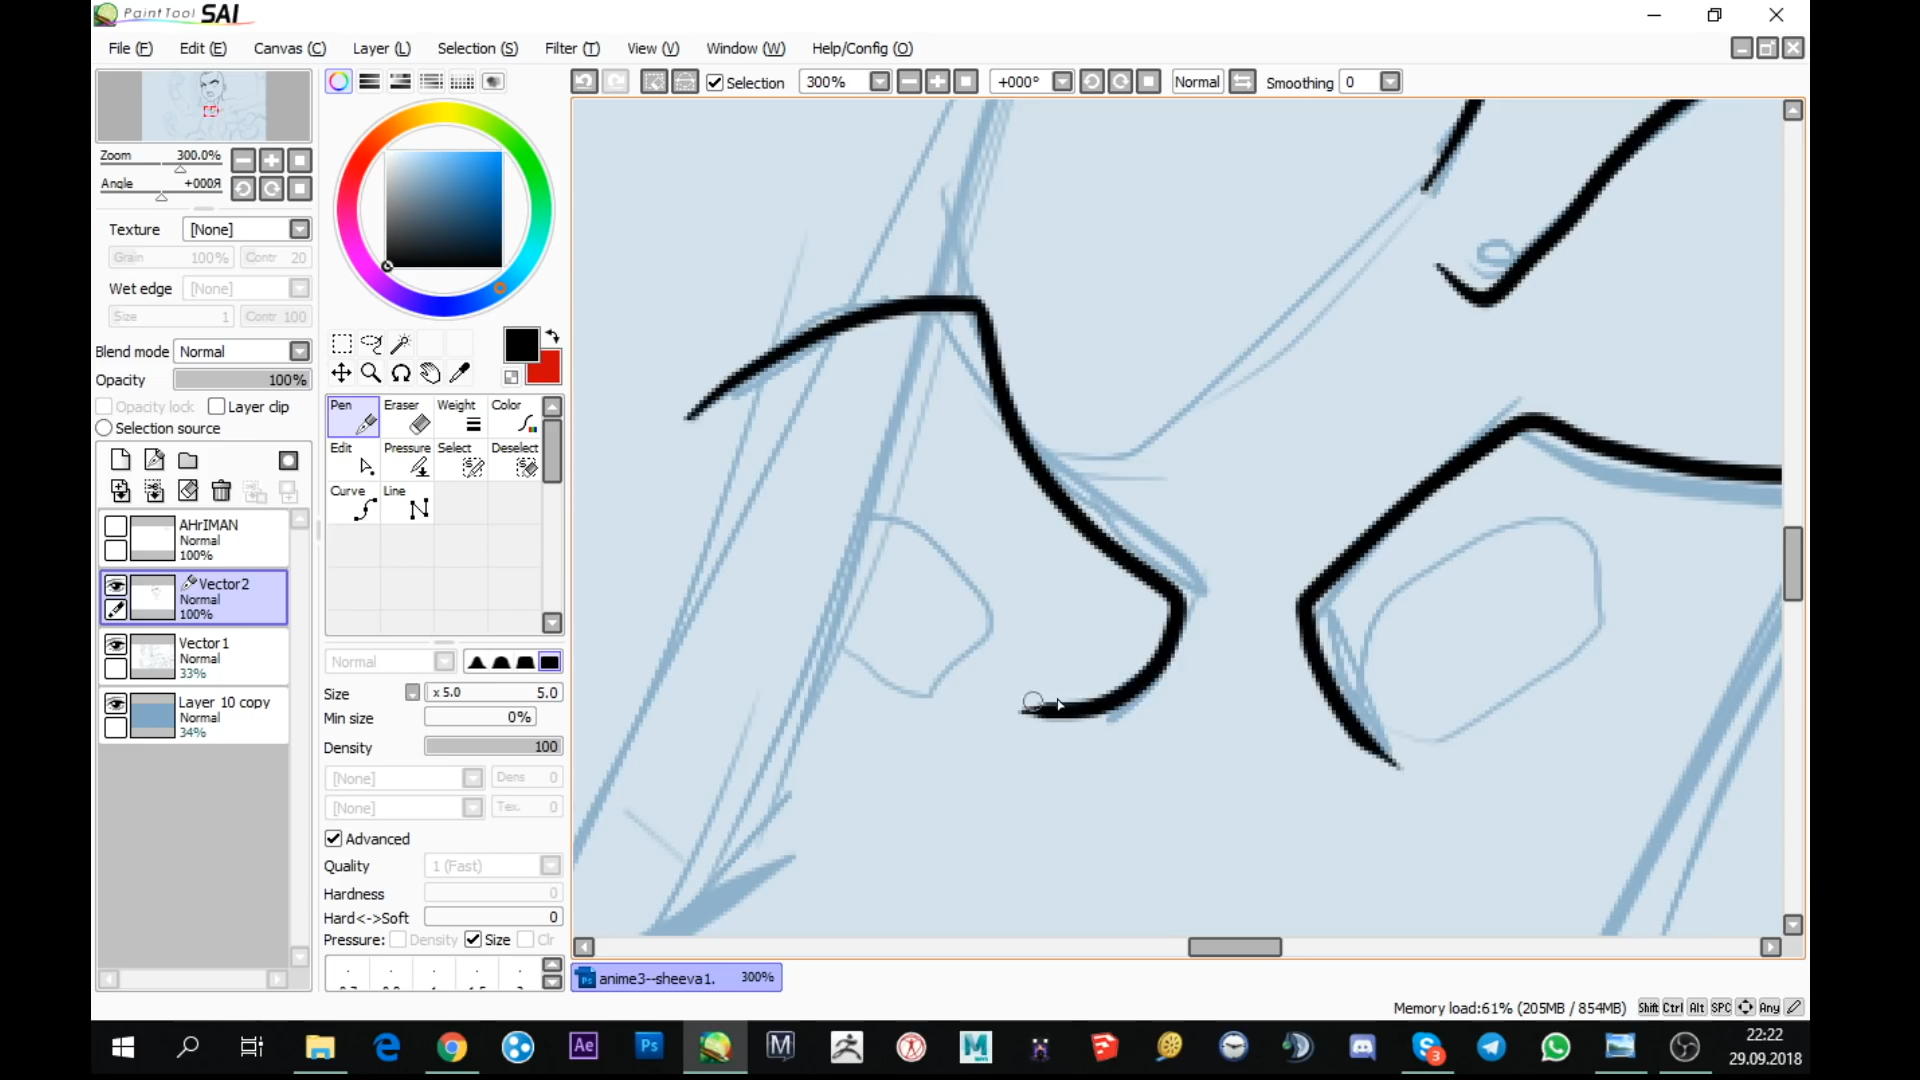 PaintTool SAI
File (F) Edit (E) Canvas (C) Layer (L) Selection (S) Filter (T) View (V) Window (W) Help/Config (O)
Selection 300% +000° Normal Smoothing 0
Zoom 300.0%
Angle +000Я
Texture [None]
Grain 100% Contr 20
Wet edge [None]
Size 1 Contr 100
Blend mode Normal
Opacity 100%
Opacity lock Layer clip
Selection source
AHrIMAN
Normal
100%
Vector2
Normal
100%
Vector1
Normal
33%
Layer 10 copy
Normal
34%
Pen Eraser Weight Color
Edit Pressure Select Deselect
Curve Line
Normal
Size x 5.0 5.0
Min size 0%
Density 100
[None] Dens 0
[None] Tex. 0
Advanced
Quality 1 (Fast)
Hardness 0
Hard<->Soft 0
Pressure: Density Size Clr
anime3--sheeva1. 300%
Memory load:61% (205MB / 854MB) Shift Ctrl Alt SPC Any
Ae Ps M M S 3
22:22
29.09.2018